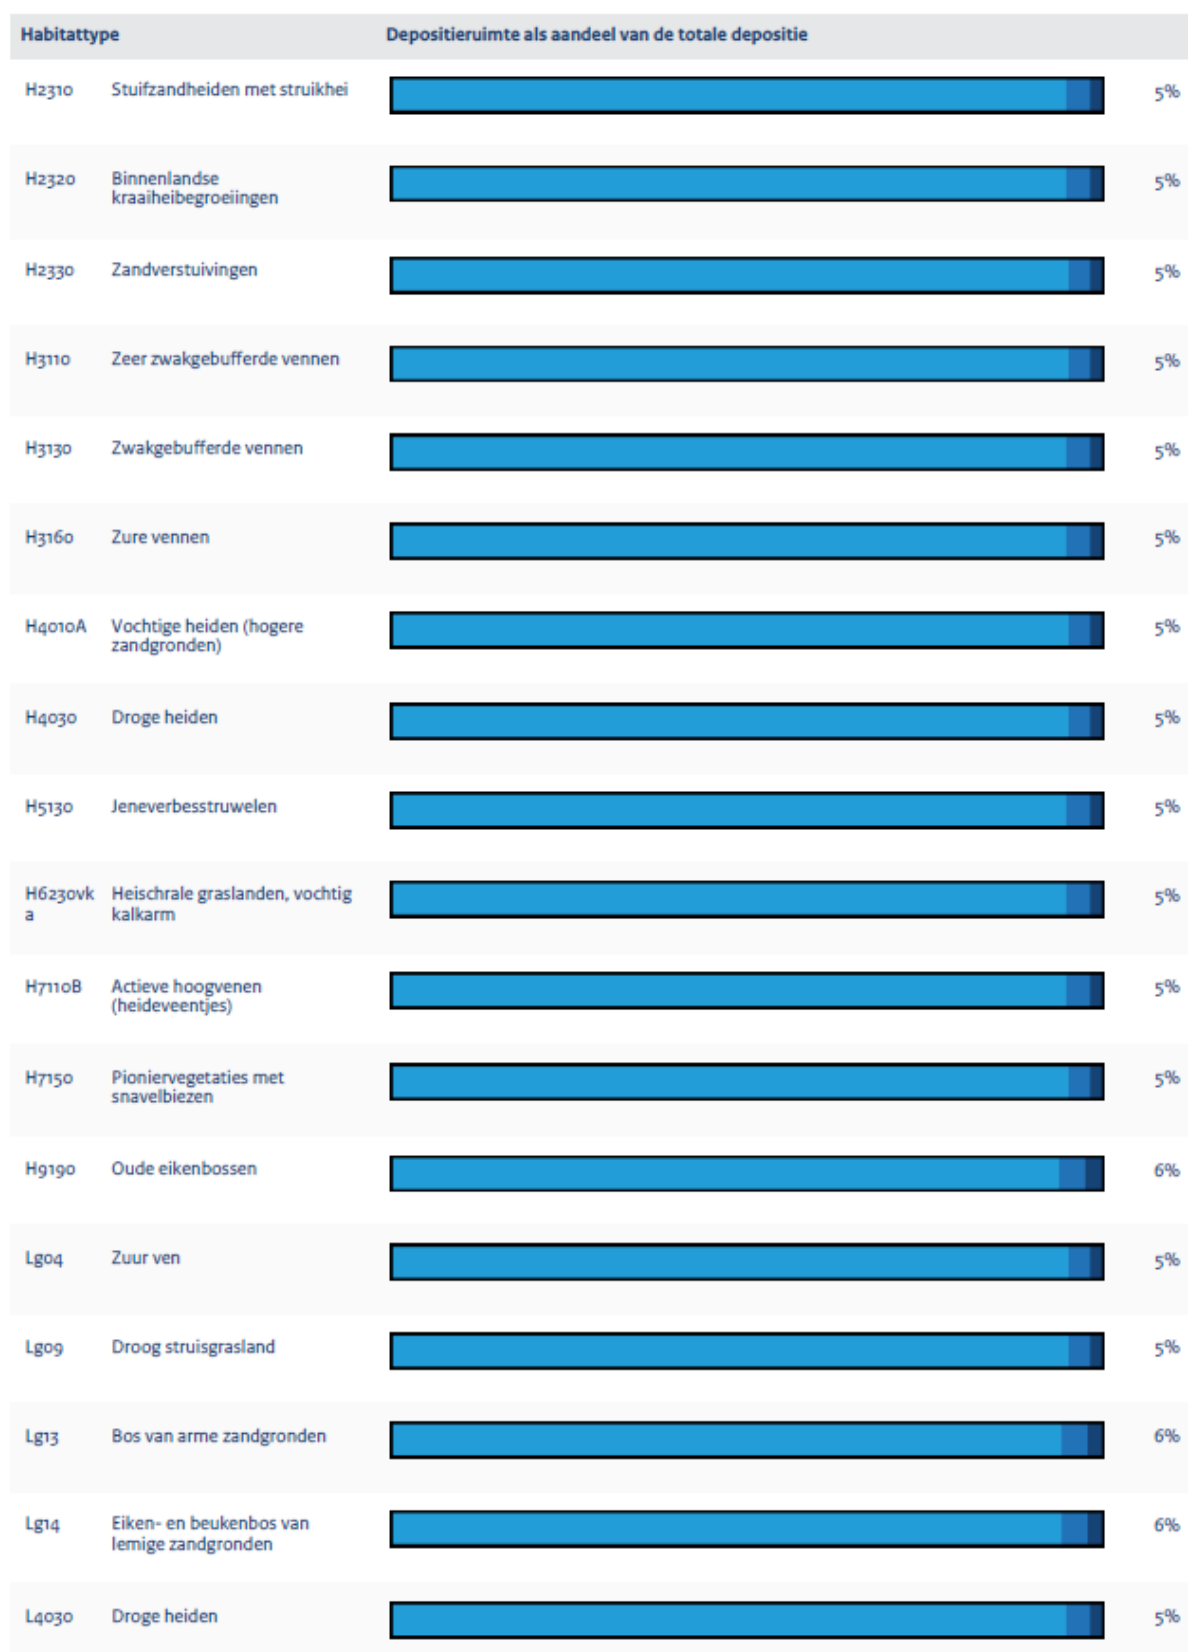 Habitattype Depositieruimte als aandeel van de totale depositie
H2310 Stuifzandheiden met struikhei 5%
H2320 Binnenlandse
kraaiheibegroeiingen 5%
H2330 Zandverstuivingen 5%
H3110 Zeer zwakgebufferde vennen 5%
H3130 Zwakgebufferde vennen 5%
H3160 Zure vennen 5%
H4010A Vochtige heiden (hogere
zandgronden) 5%
H4030 Droge heiden 5%
H5130 Jeneverbesstruwelen 5%
H6230vk Heischrale graslanden, vochtig
a kalkarm 5%
H7110B Actieve hoogvenen
(heideveentjes) 5%
H7150 Pioniervegetaties met
snavelbiezen 5%
H9190 Oude eikenbossen 6%
Lg04 Zuur ven 5%
Lg09 Droog struisgrasland 5%
Lg13 Bos van arme zandgronden 6%
Lg14 Eiken- en beukenbos van
lemige zandgronden 6%
L4030 Droge heiden 5%